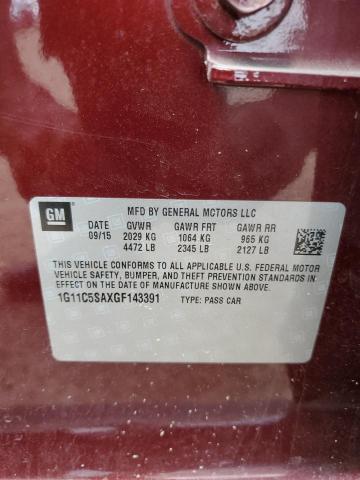 GM
MFD BY GENERAL MOTORS LLC
DATE GVWR GAWR FRT GAWR RR
09/15 2029 KG 1064 KG 965 KG
4472 LB 2345 LB 2127 LB
THIS VEHICLE CONFORMS TO ALL APPLICABLE U.S. FEDERAL MOTOR
VEHICLE SAFETY, BUMPER, AND THEFT PREVENTION STANDARDS IN
EFFECT ON THE DATE OF MANUFACTURE SHOWN ABOVE.
1G11C5SAXGF143391 TYPE: PASS CAR